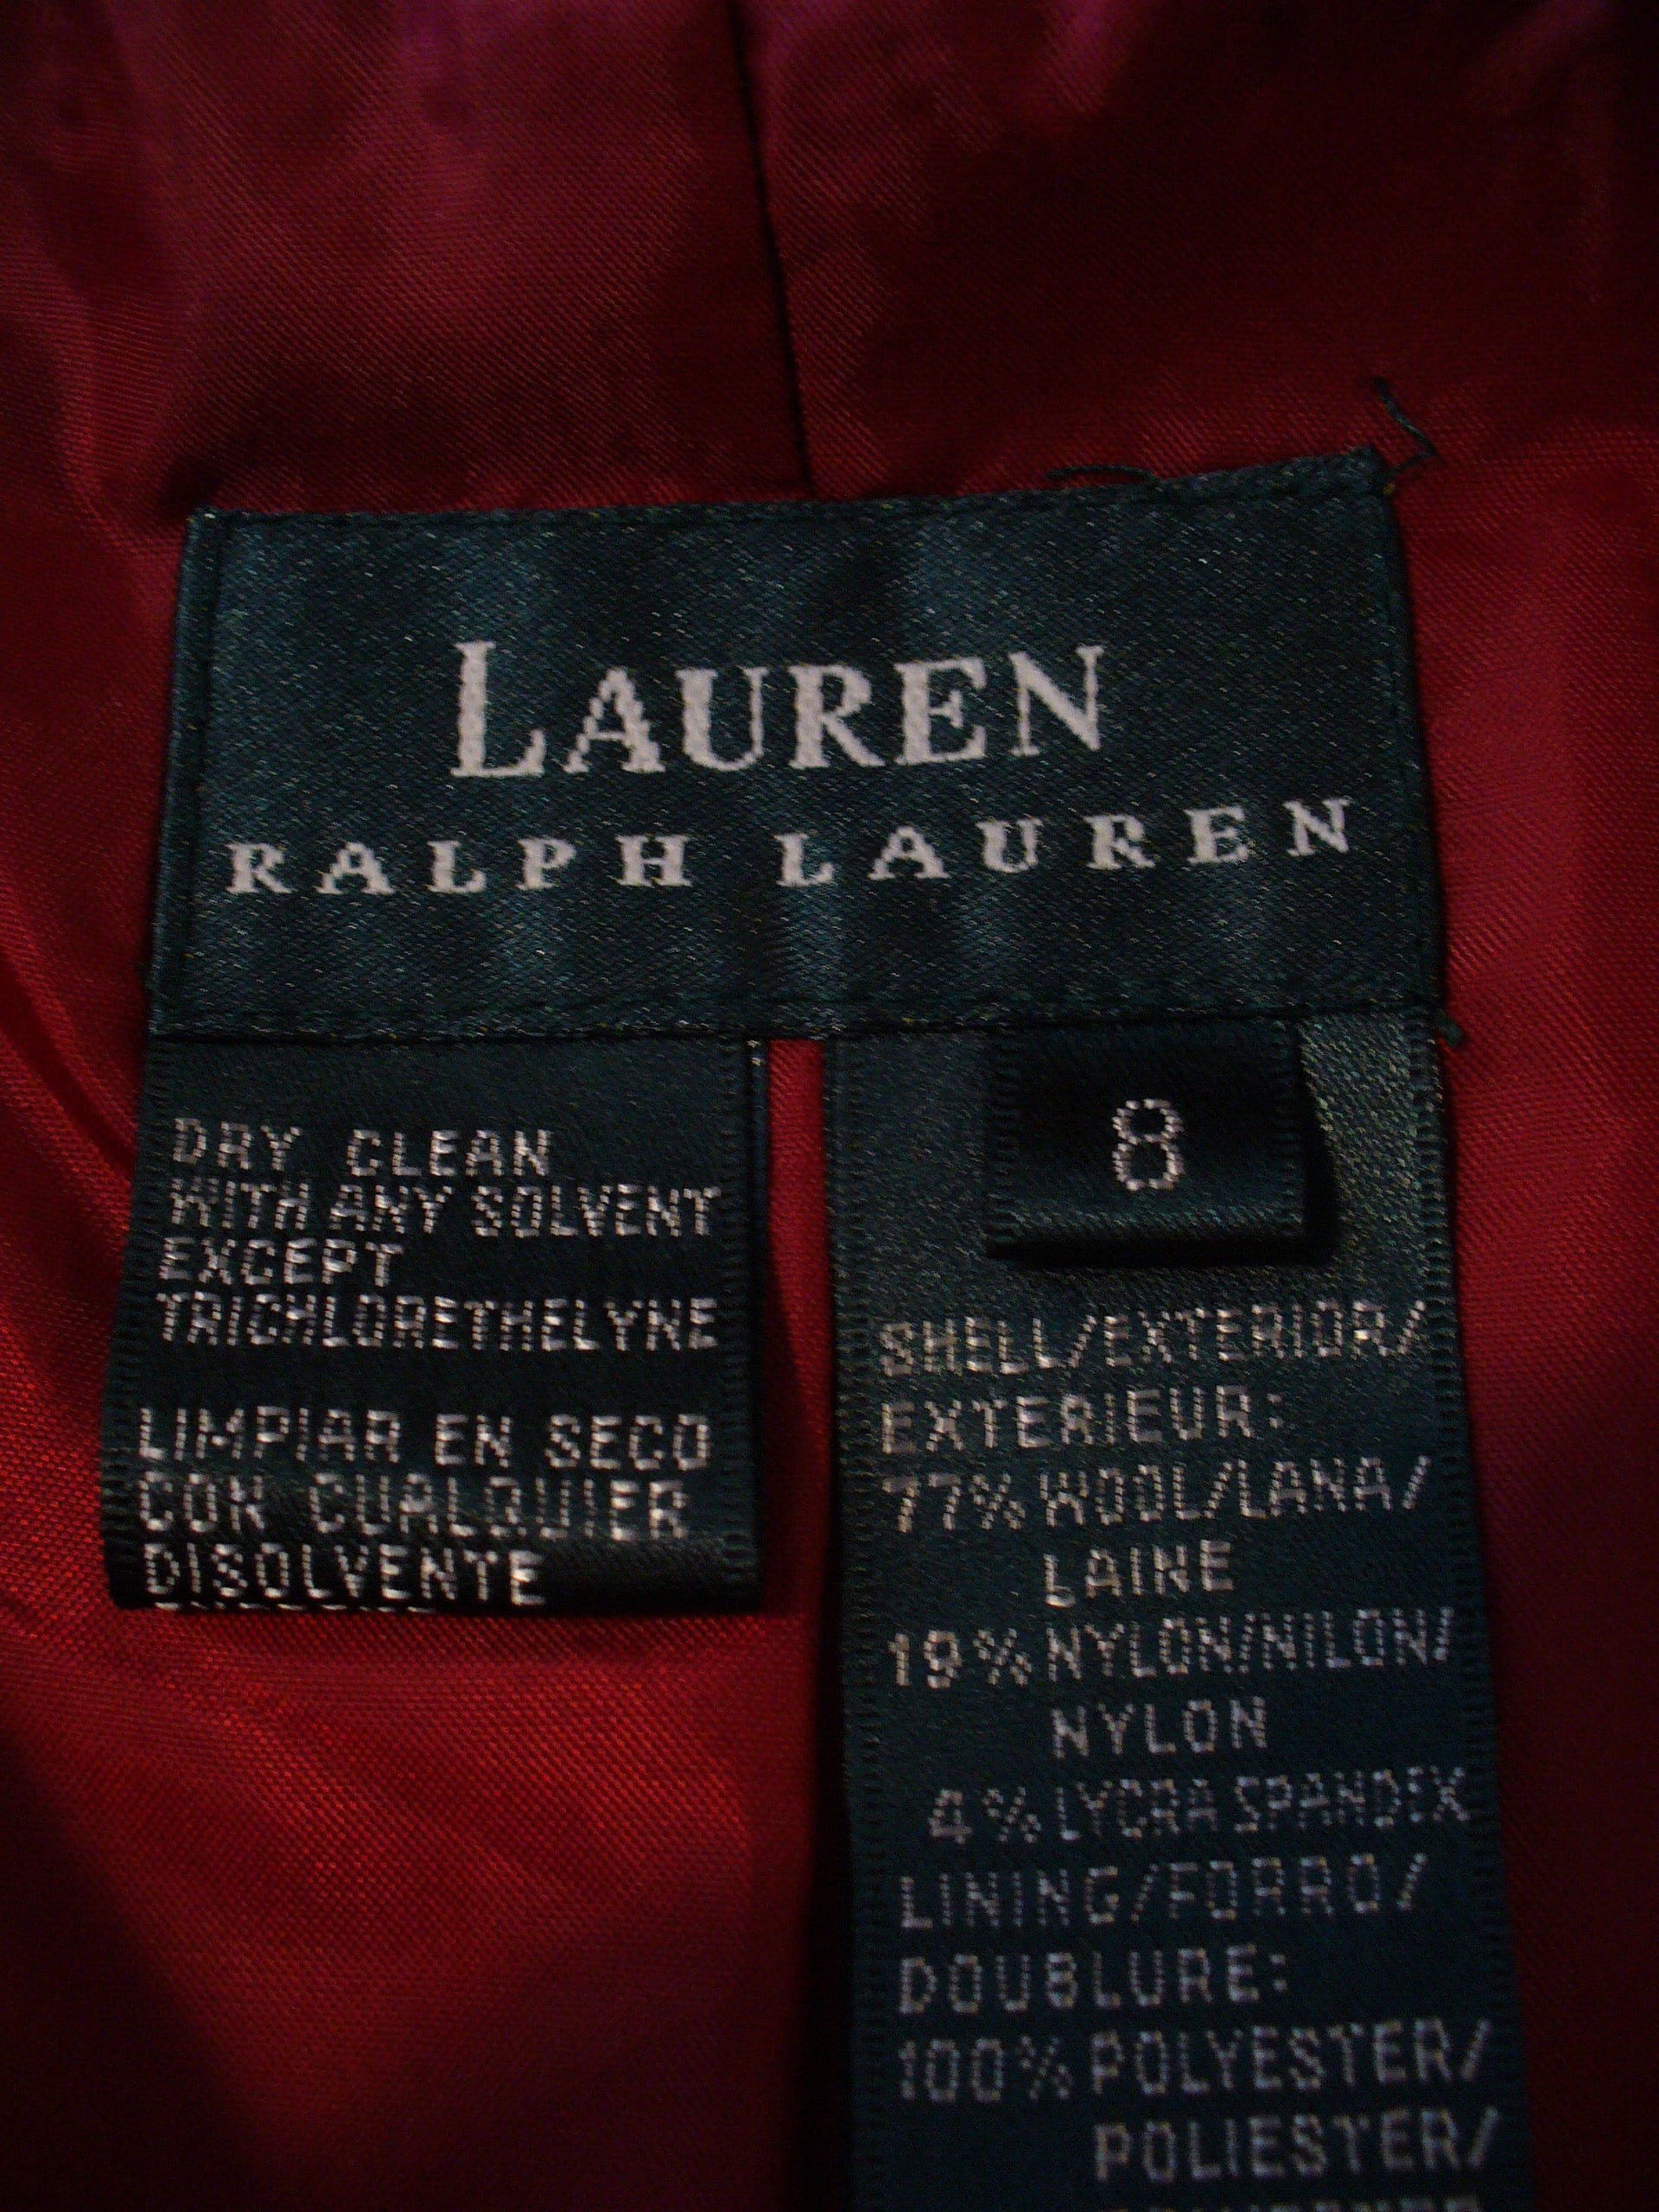 LAUREN
RALPH LAUREN
DRY CLEAN
WITH ANY SOLVENT
EXCEPT
TRICHLORETHELYNE
LIMPIAR EN SECO
CON CUALQUIER
DISOLVENTE
8
SHELL/EXTERIOR/
EXTERIEUR:
77% WOOL/LANA/
LAINE
19% NYLON/NILON/
NYLON
4% LYCRA SPANDEX
LINING/FORRO/
DOUBLURE:
100% POLYESTER/
POLIESTER/